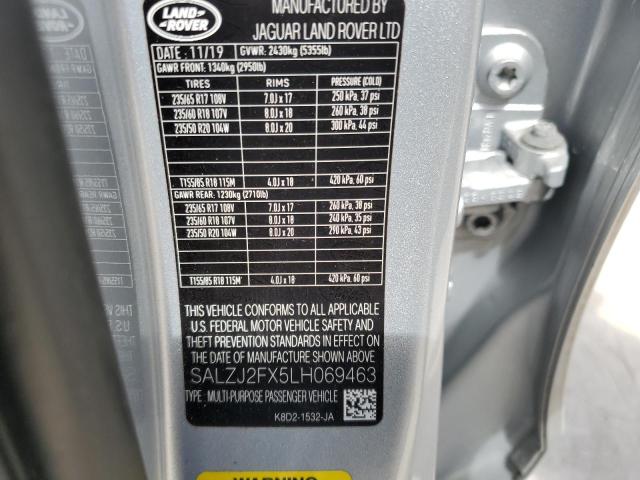 LAND
ROVER
MANUFACTURED BY
JAGUAR LAND ROVER LTD
DATE : 11/19 GVWR: 2430kg (5355lb)
GAWR FRONT: 1340kg (2950lb)
TIRES RIMS PRESSURE (COLD)
235/65 R17 108V 7.0J x 17 250 kPa, 37 psi
235/60 R18 107V 8.0J x 18 260 kPa, 38 psi
235/50 R20 104W 8.0J x 20 300 kPa, 44 psi
T155/85 R18 115M 4.0J x 18 420 kPa, 60 psi
GAWR REAR: 1230kg (2710lb)
235/65 R17 108V 7.0J x 17 260 kPa, 38 psi
235/60 R18 107V 8.0J x 18 240 kPa, 35 psi
235/50 R20 104W 8.0J x 20 290 kPa, 43 psi
T155/85 R18 115M 4.0J x 18 420 kPa, 60 psi
THIS VEHICLE CONFORMS TO ALL APPLICABLE
U.S. FEDERAL MOTOR VEHICLE SAFETY AND
THEFT PREVENTION STANDARDS IN EFFECT ON
THE DATE OF MANUFACTURE SHOWN ABOVE
SALZJ2FX5LH069463
TYPE : MULTI-PURPOSE PASSENGER VEHICLE
K8D2-1532-JA
WARNING